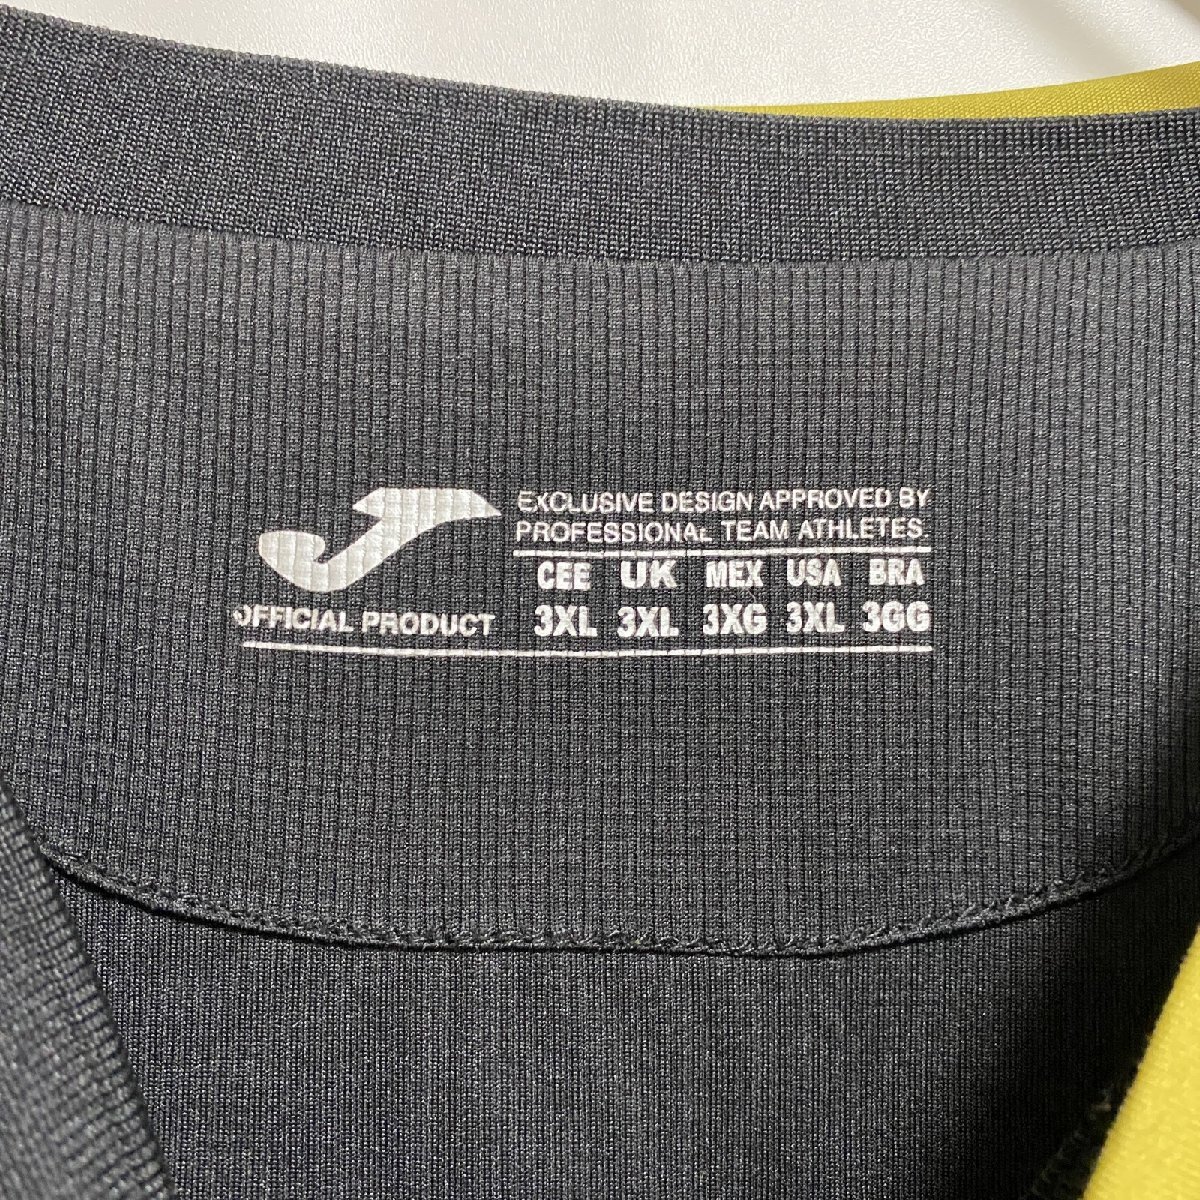 EXCLUSIVE DESIGN APPROVED BY
PROFESSIONAL TEAM ATHLETES.
CEE UK MEX USA BRA
3XL 3XL 3XG 3XL 3GG
OFFICIAL PRODUCT